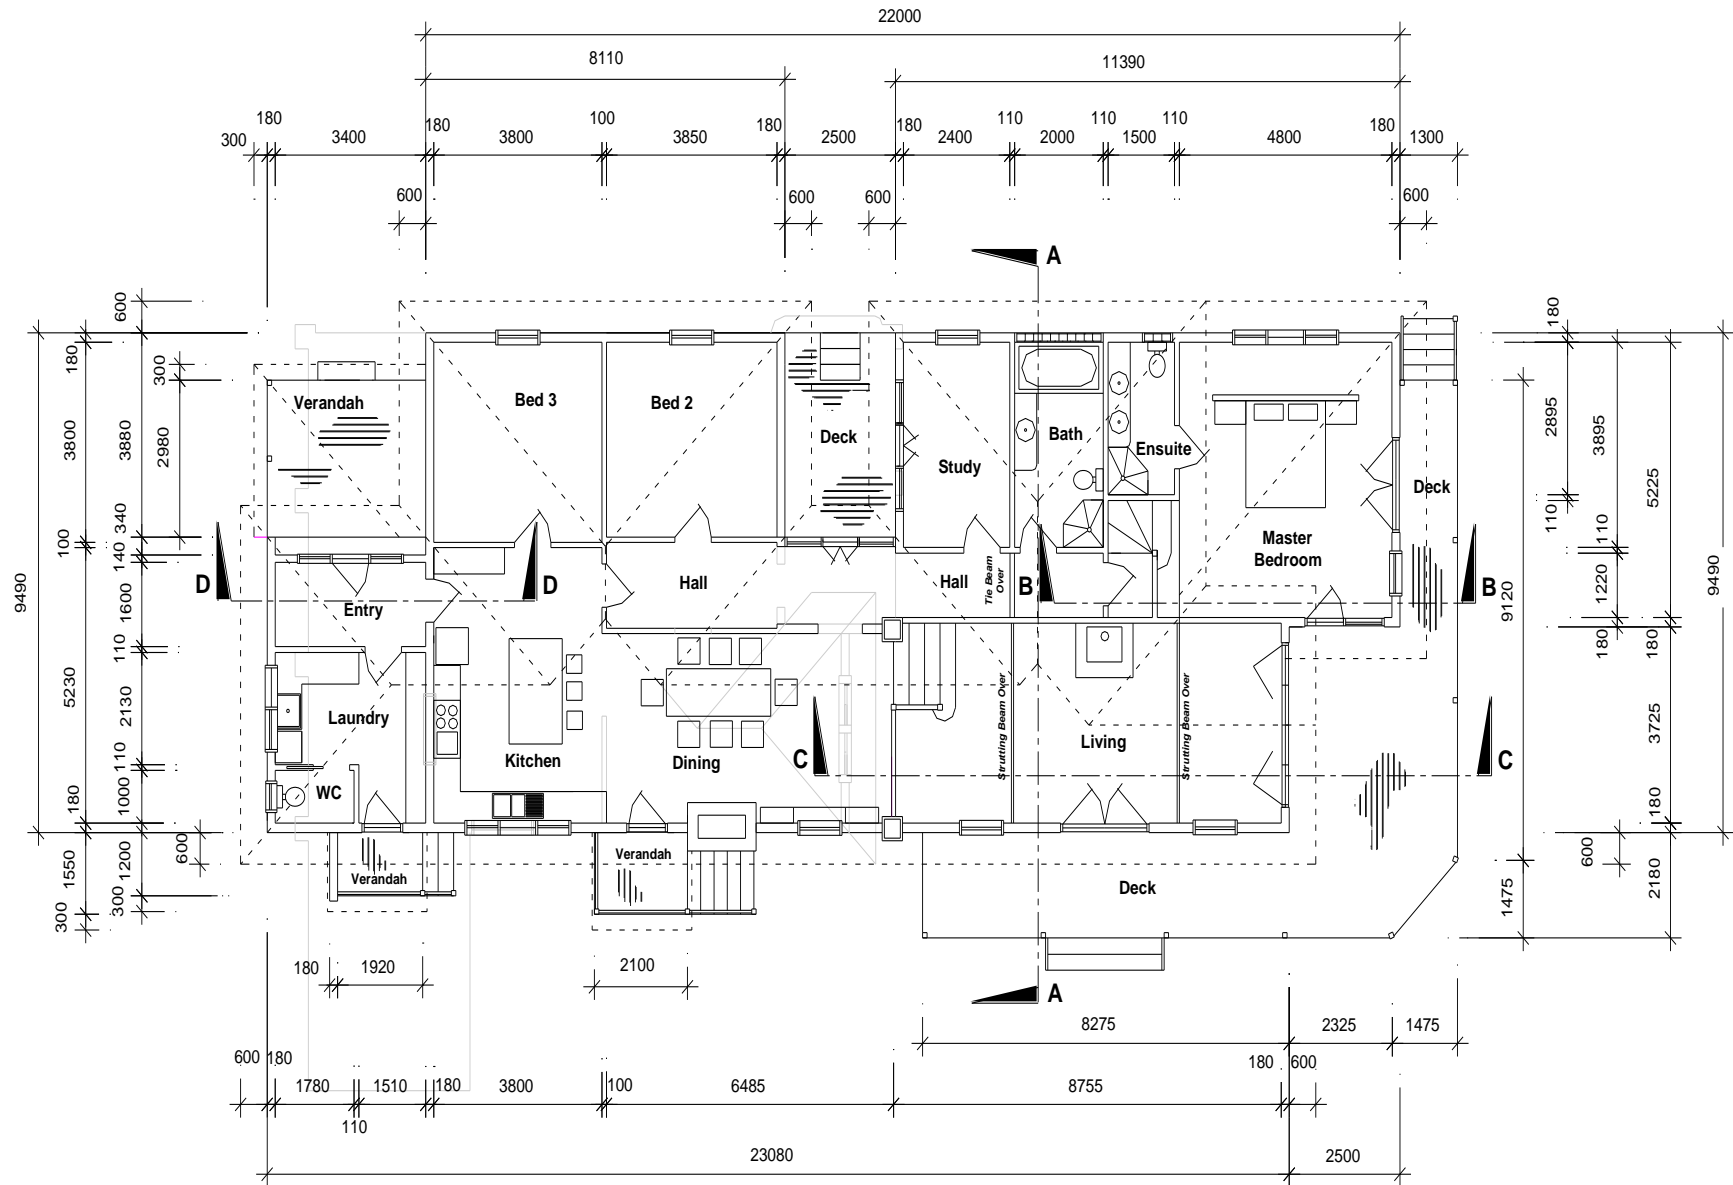 22000
8110
11390
180
100
110
110
110
300
3400
180
3800
3850
180
2500
180
2400
2000
1500
4800
180
1300
600
600
600
600
A
600
180
300
3800
3880
2980
9490
100
340
140
1600
110
5230
2130
110
1000
180
600
1550
1200
300
300
180
2895
3895
5225
110
110
1220
9120
9490
180
180
3725
180
600
1475
2180
Verandah
Bed 3
Bed 2
Deck
Study
Bath
Ensuite
Deck
Master
Bedroom
D
D
Entry
Hall
Hall
Tie Beam
Over
B
B
Laundry
Kitchen
Dining
C
Strutting Beam Over
Living
Strutting Beam Over
C
WC
Verandah
Verandah
Deck
180
1920
2100
A
8275
2325
1475
600
180
180
600
1780
1510
180
3800
100
6485
8755
110
23080
2500